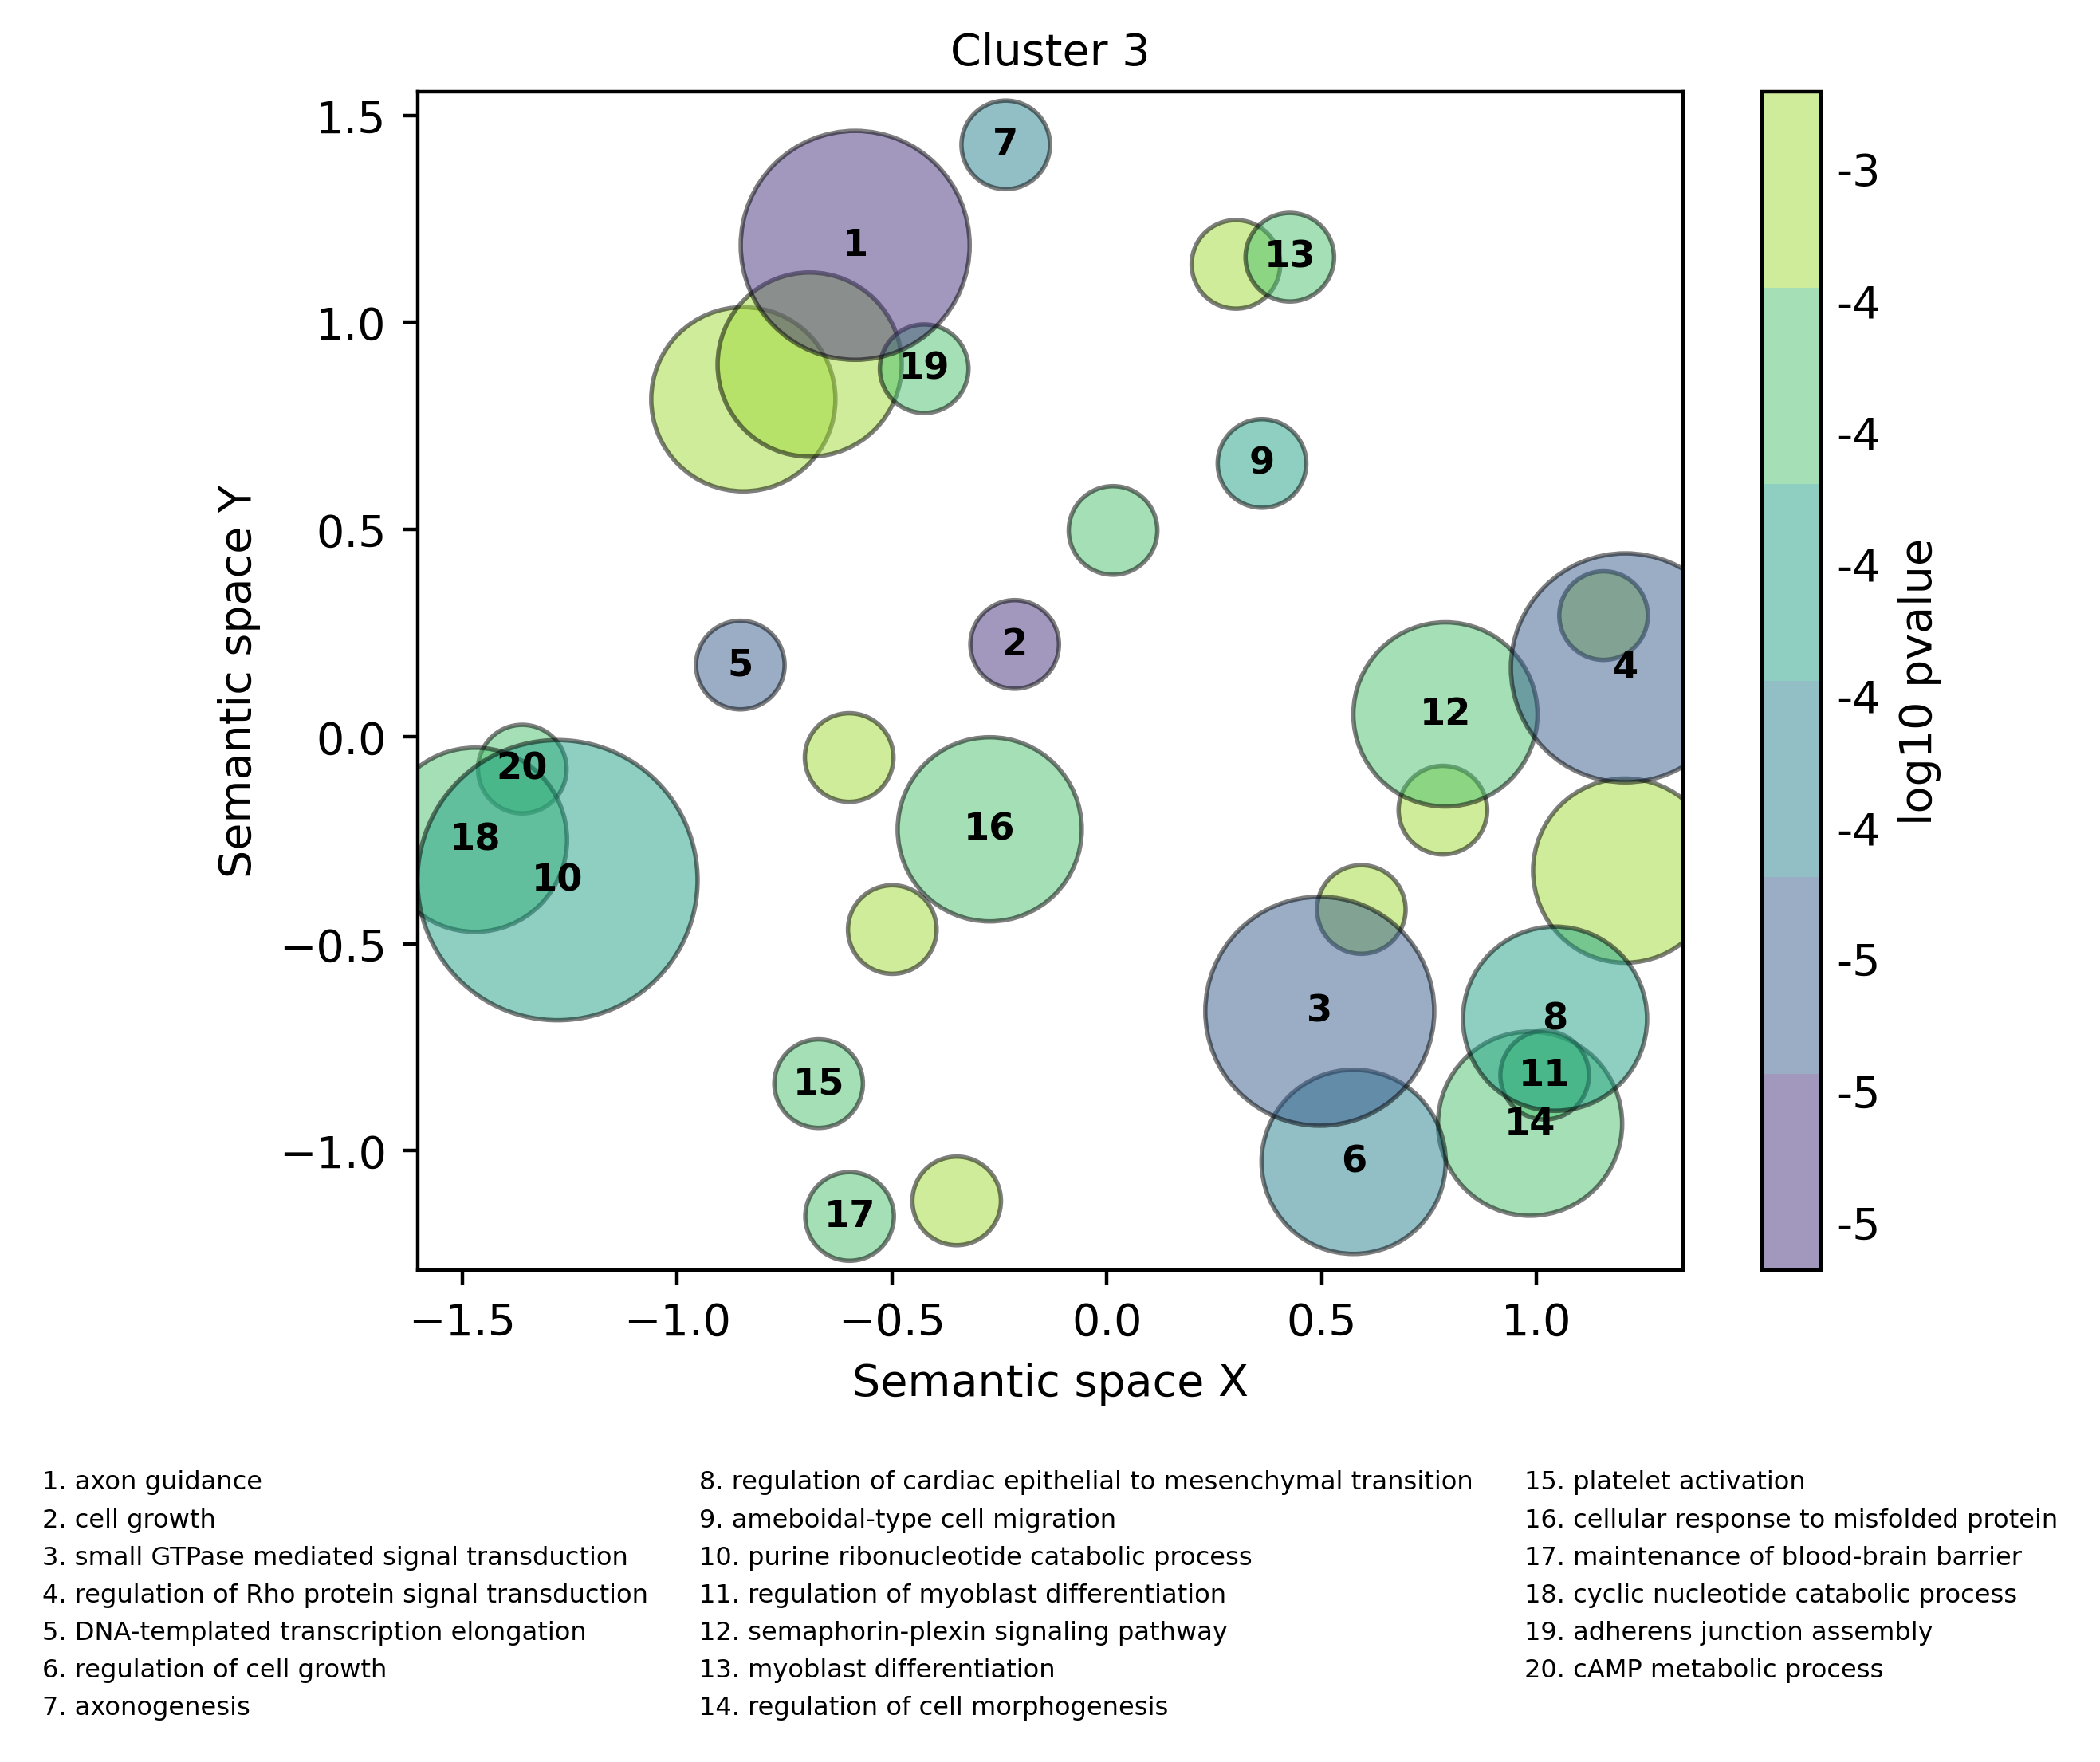 Cluster 3
1.5
1.0
0.5
0.0
−0.5
−1.0
Semantic space Y
7
1
13
19
9
5
2
4
12
20
18
10
16
3
8
11
14
15
6
17
−1.5
−1.0
−0.5
0.0
0.5
1.0
Semantic space X
-3
-4
-4
-4
-4
-4
-5
-5
-5
log10 pvalue
1. axon guidance
2. cell growth
3. small GTPase mediated signal transduction
4. regulation of Rho protein signal transduction
5. DNA-templated transcription elongation
6. regulation of cell growth
7. axonogenesis
8. regulation of cardiac epithelial to mesenchymal transition
9. ameboidal-type cell migration
10. purine ribonucleotide catabolic process
11. regulation of myoblast differentiation
12. semaphorin-plexin signaling pathway
13. myoblast differentiation
14. regulation of cell morphogenesis
15. platelet activation
16. cellular response to misfolded protein
17. maintenance of blood-brain barrier
18. cyclic nucleotide catabolic process
19. adherens junction assembly
20. cAMP metabolic process